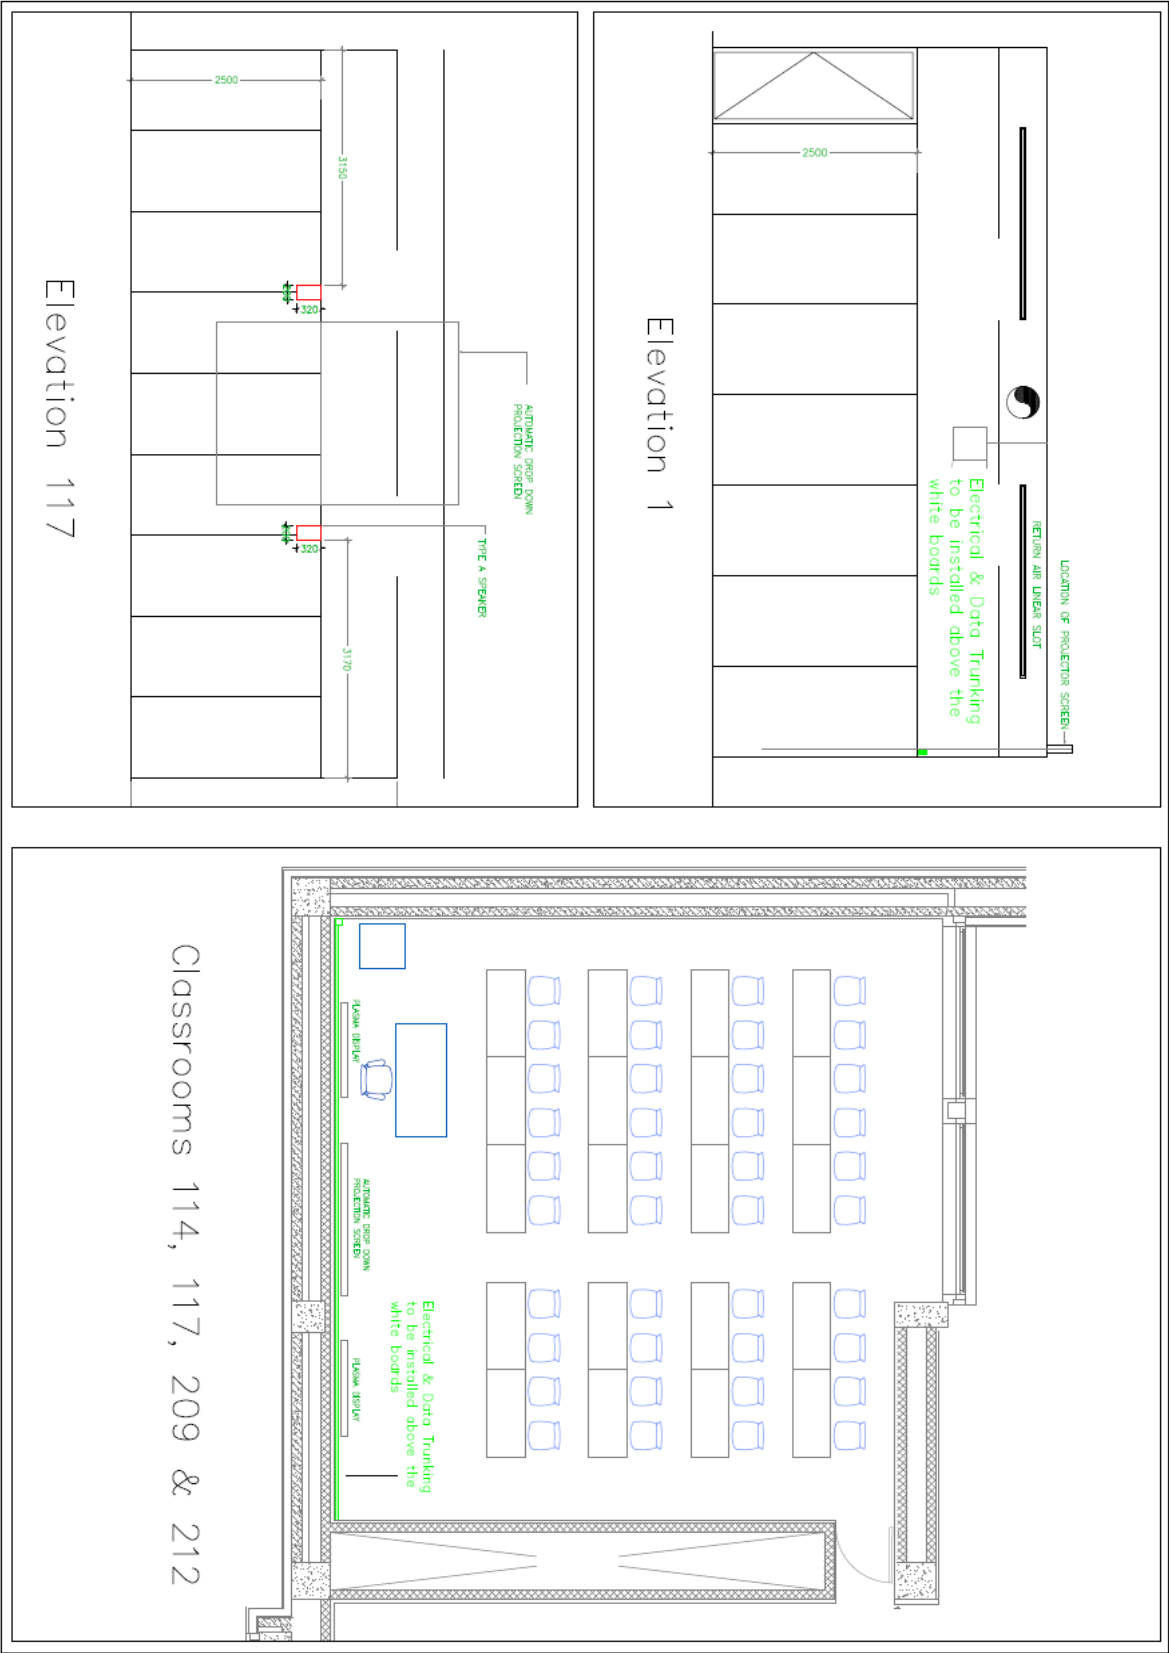 2500
LOCATION OF PROJECTOR SCREEN
RETURN AIR LINEAR SLOT
Electrical & Data Trunking
to be installed above the
white boards
Elevation 1
3150
2500
320
320
3170
AUTOMATIC DROP DOWN
PROJECTION SCREEN
TYPE A SPEAKER
Elevation 117
PLASMA DISPLAY
AUTOMATIC DROP DOWN
PROJECTION SCREEN
PLASMA DISPLAY
Electrical & Data Trunking
to be installed above the
white boards
Classrooms 114, 117, 209 & 212